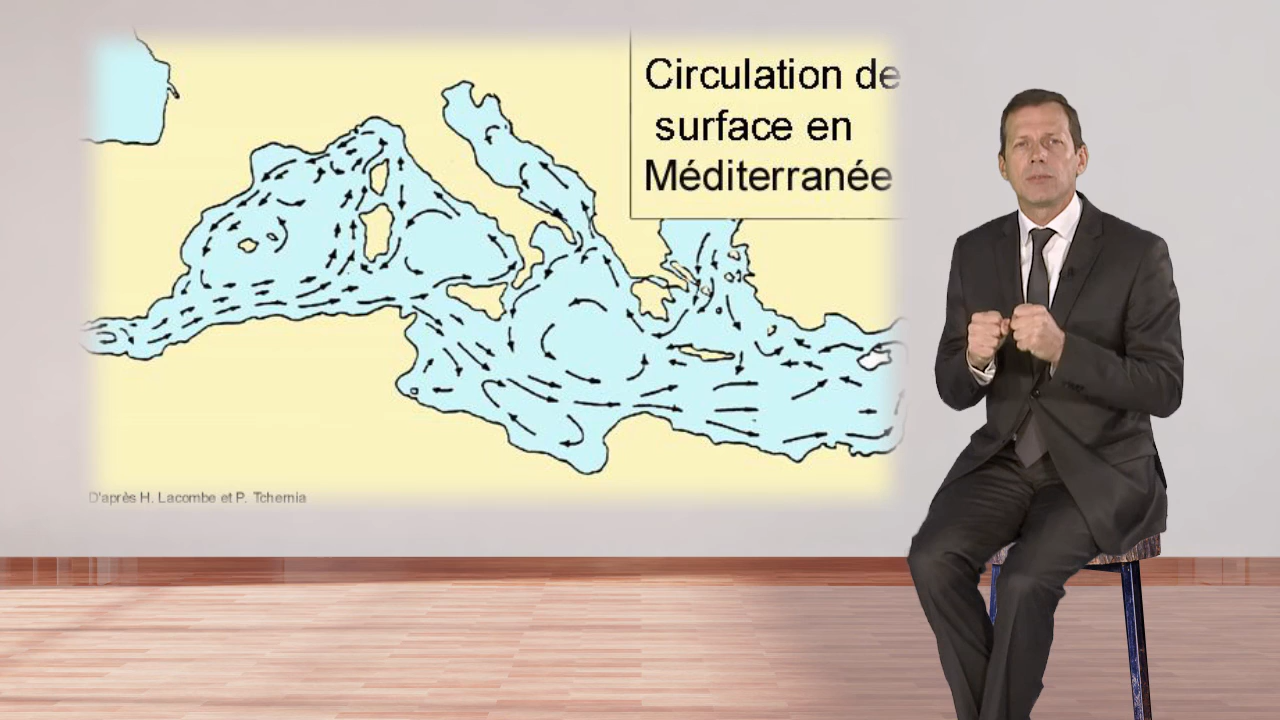 Circulation de
surface en
Méditerranée
D'après H. Lacombe et P. Tchernia